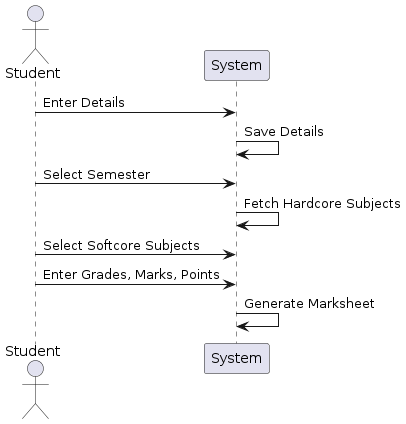 Student
System
Enter Details
Save Details
Select Semester
Fetch Hardcore Subjects
Select Softcore Subjects
Enter Grades, Marks, Points
Generate Marksheet
Student
System